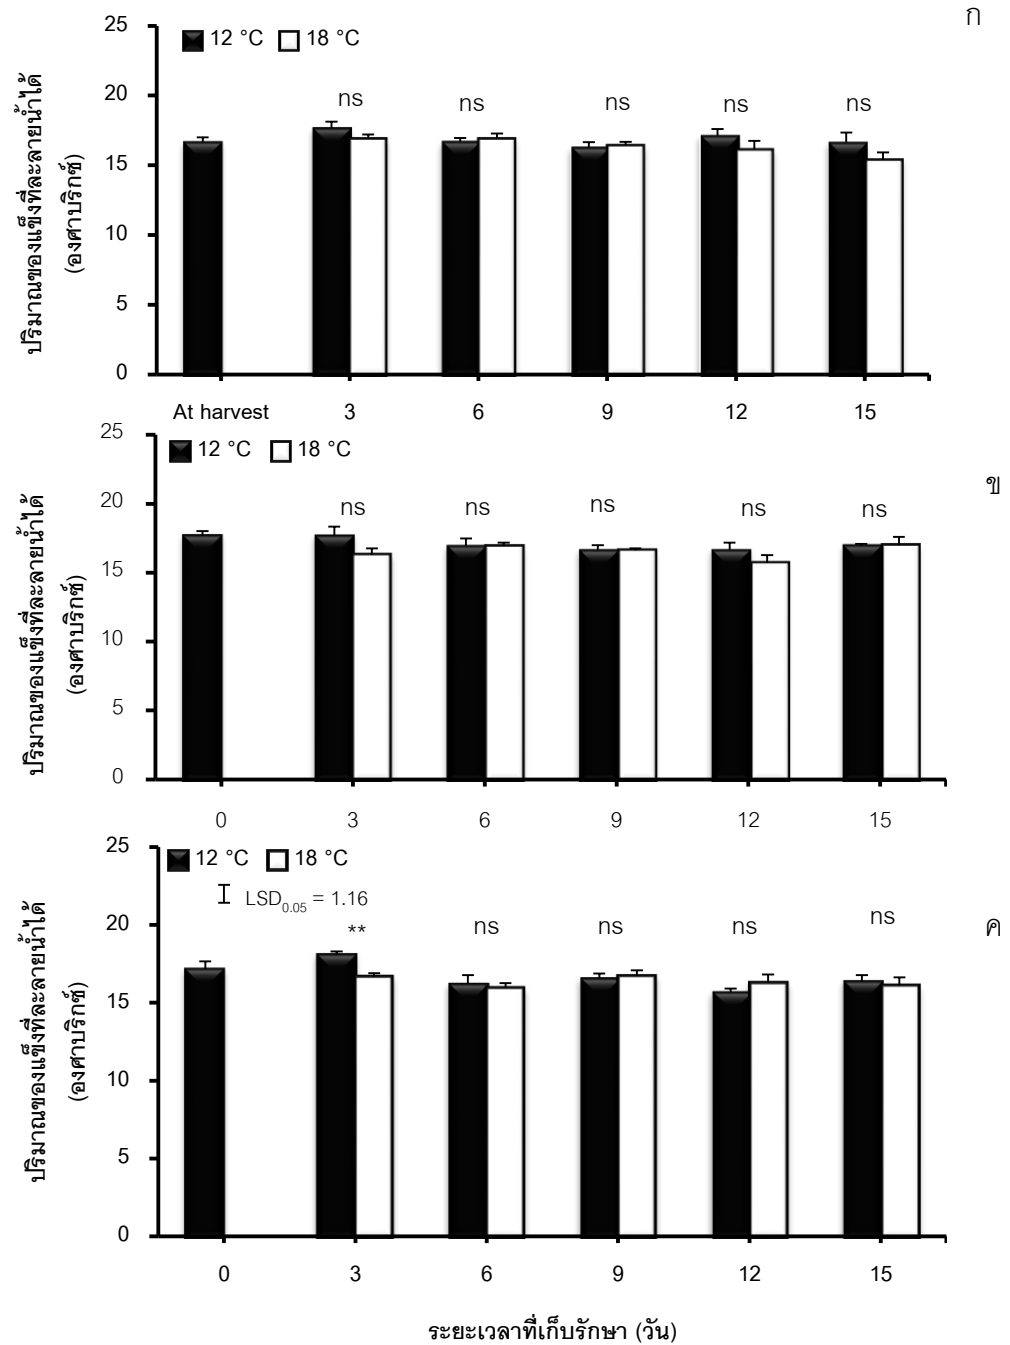 ก
25
20
15
10
5
0
12 °C 18 °C
ns ns ns ns ns
ปริมาณของแข็งที่ละลายน้ำได้
(องศาบริกซ์)
At harvest 3 6 9 12 15
ข
25
20
15
10
5
0
12 °C 18 °C
ns ns ns ns ns
ปริมาณของแข็งที่ละลายน้ำได้
(องศาบริกซ์)
0 3 6 9 12 15
ค
25
20
15
10
5
0
12 °C 18 °C
LSD0.05 = 1.16
** ns ns ns ns
ปริมาณของแข็งที่ละลายน้ำได้
(องศาบริกซ์)
0 3 6 9 12 15
ระยะเวลาที่เก็บรักษา (วัน)